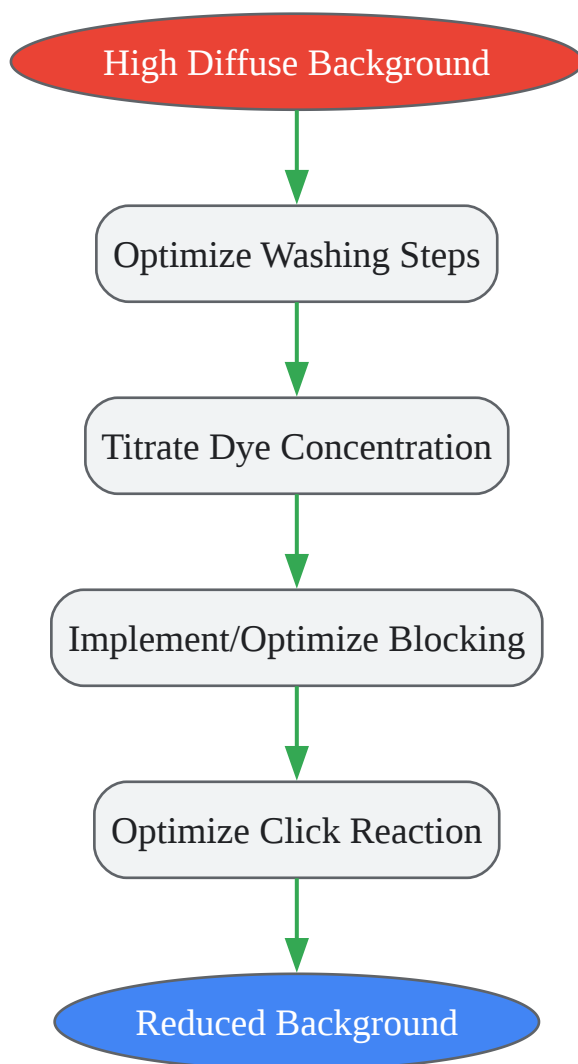 High Diffuse Background
Optimize Washing Steps
Titrate Dye Concentration
Implement/Optimize Blocking
Optimize Click Reaction
Reduced Background